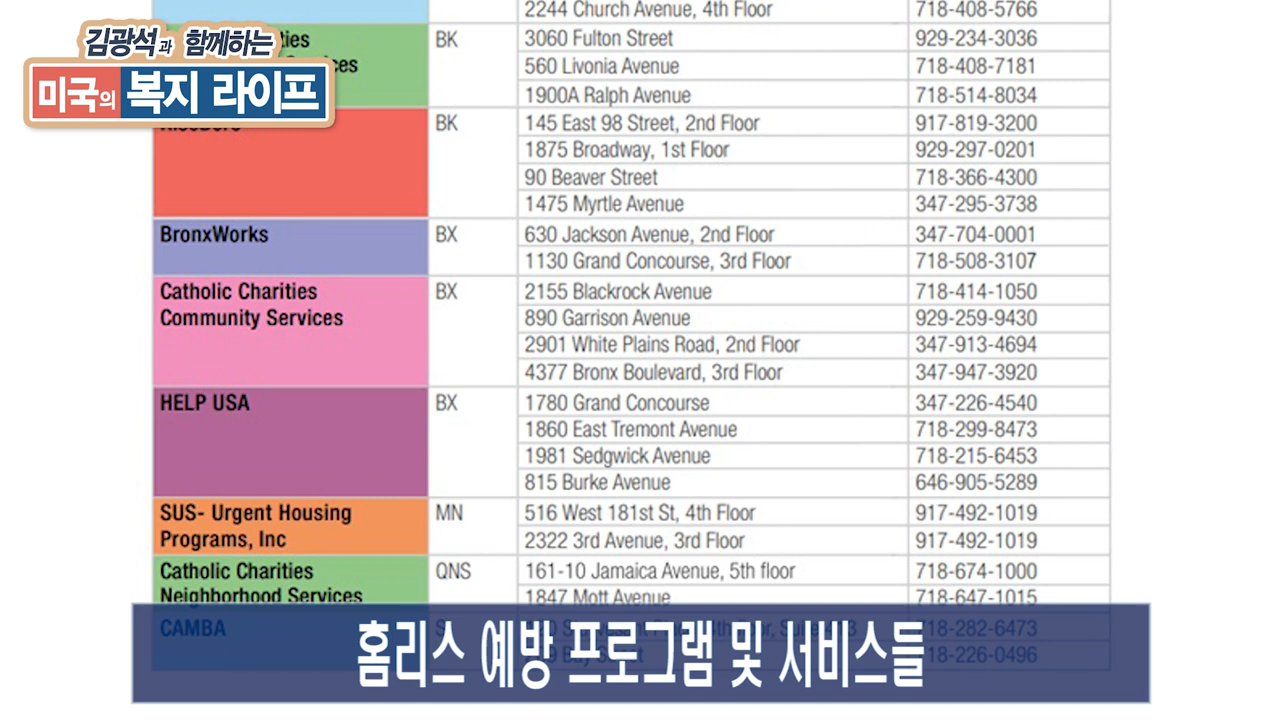 2244 Church Avenue, 4th Floor 718-408-5766
김광석과 함께하는
미국의 복지 라이프
ties BK 3060 Fulton Street 929-234-3036
ces 560 Livonia Avenue 718-408-7181
1900A Ralph Avenue 718-514-8034
BK 145 East 98 Street, 2nd Floor 917-819-3200
1875 Broadway, 1st Floor 929-297-0201
90 Beaver Street 718-366-4300
1475 Myrtle Avenue 347-295-3738
BronxWorks BX 630 Jackson Avenue, 2nd Floor 347-704-0001
1130 Grand Concourse, 3rd Floor 718-508-3107
Catholic Charities BX 2155 Blackrock Avenue 718-414-1050
Community Services 890 Garrison Avenue 929-259-9430
2901 White Plains Road, 2nd Floor 347-913-4694
4377 Bronx Boulevard, 3rd Floor 347-947-3920
HELP USA BX 1780 Grand Concourse 347-226-4540
1860 East Tremont Avenue 718-299-8473
1981 Sedgwick Avenue 718-215-6453
815 Burke Avenue 646-905-5289
SUS- Urgent Housing MN 516 West 181st St, 4th Floor 917-492-1019
Programs, Inc 2322 3rd Avenue, 3rd Floor 917-492-1019
Catholic Charities QNS 161-10 Jamaica Avenue, 5th floor 718-674-1000
Neighborhood Services 1847 Mott Avenue 718-647-1015
CAMBA 718-282-6473
718-226-0496
홈리스 예방 프로그램 및 서비스들